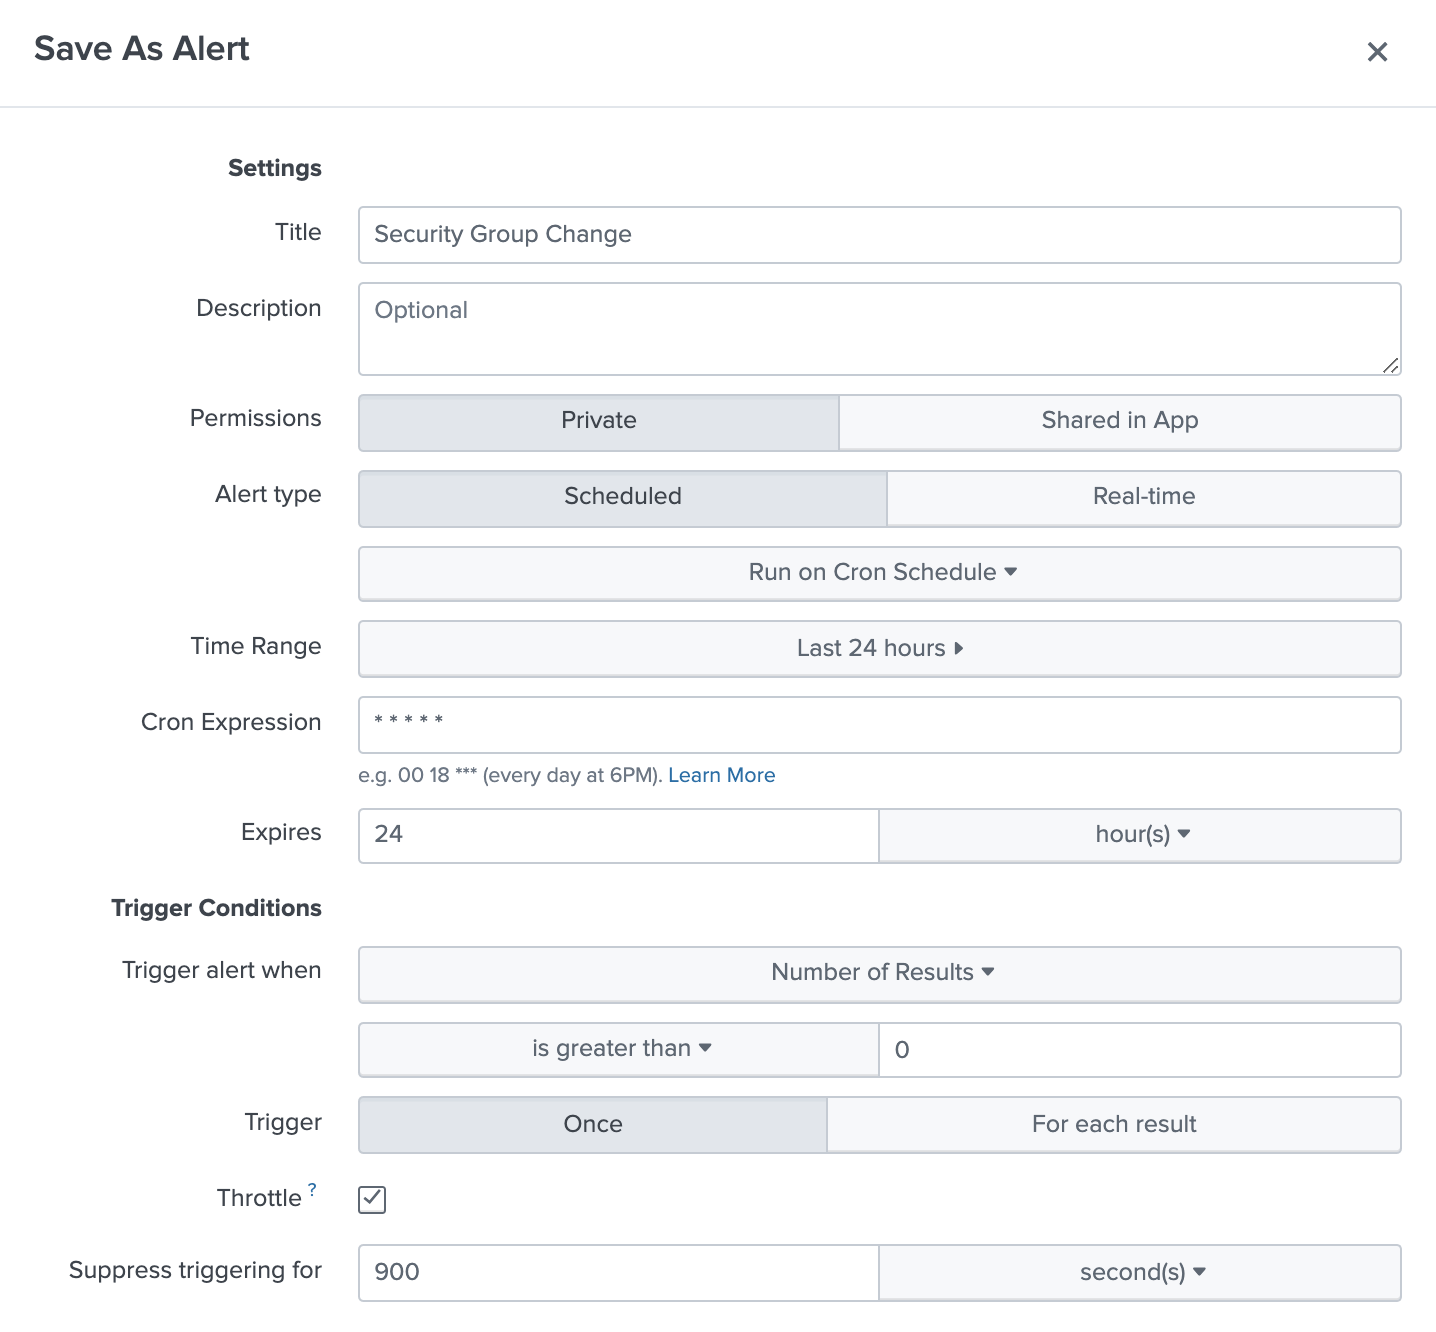 Save As Alert
Settings
Title
Security Group Change
Description
Optional
Permissions
Private
Shared in App
Alert type
Scheduled
Real-time
Run on Cron Schedule
Time Range
Last 24 hours
Cron Expression
* * * * *
e.g. 00 18 *** (every day at 6PM). Learn More
Expires
24
hour(s)
Trigger Conditions
Trigger alert when
Number of Results
is greater than
0
Trigger
Once
For each result
Throttle ?
Suppress triggering for
900
second(s)